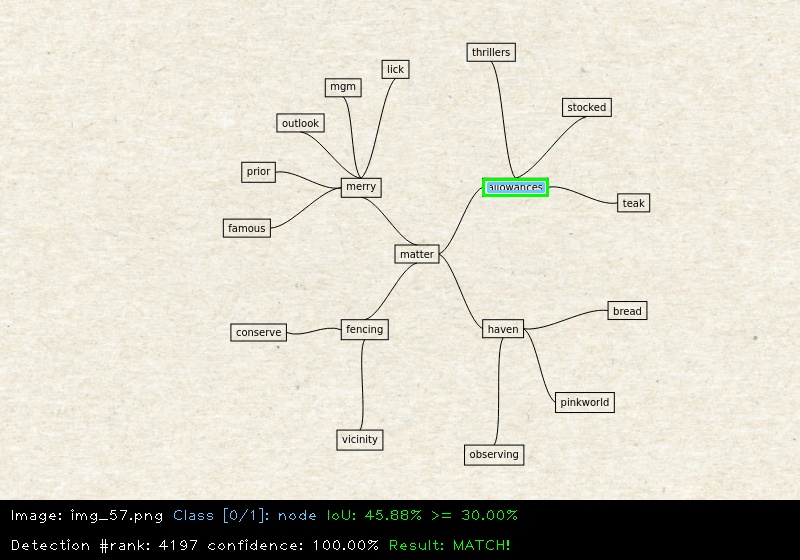 thrillers
lick
mgm
stocked
outlook
prior
merry
allowances
teak
famous
matter
bread
fencing
haven
conserve
pinkworld
vicinity
observing
Image: img_57.png Class [0/1]: node IoU: 45.88% >= 30.00%
Detection #rank: 4197 confidence: 100.00% Result: MATCH!